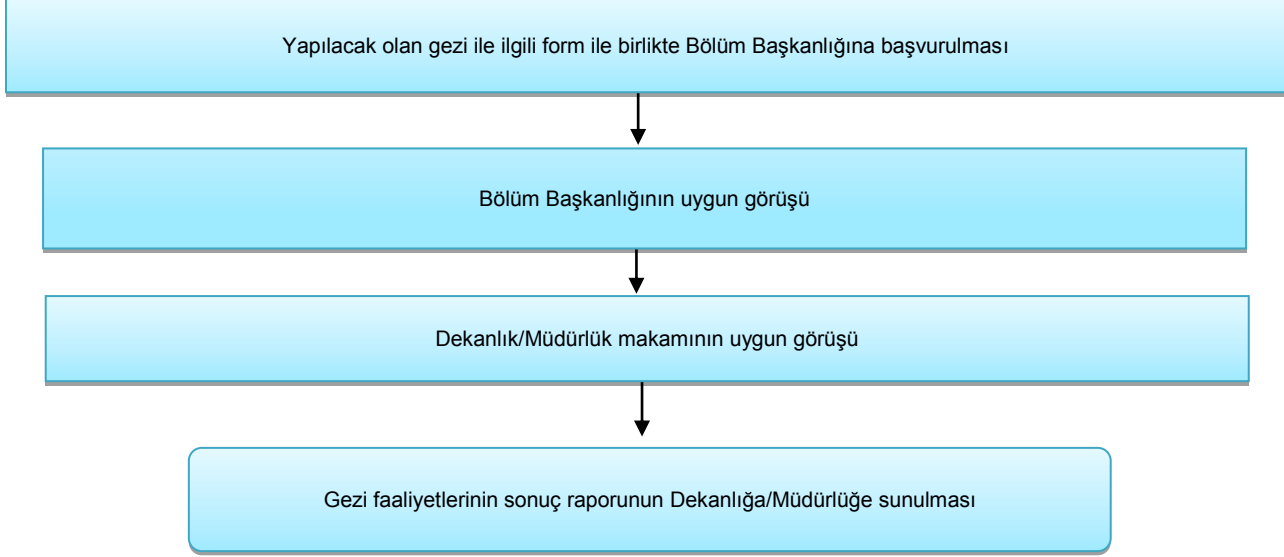 Yapılacak olan gezi ile ilgili form ile birlikte Bölüm Başkanlığına başvurulması
Bölüm Başkanlığının uygun görüşü
Dekanlık/Müdürlük makamının uygun görüşü
Gezi faaliyetlerinin sonuç raporunun Dekanlığa/Müdürlüğe sunulması